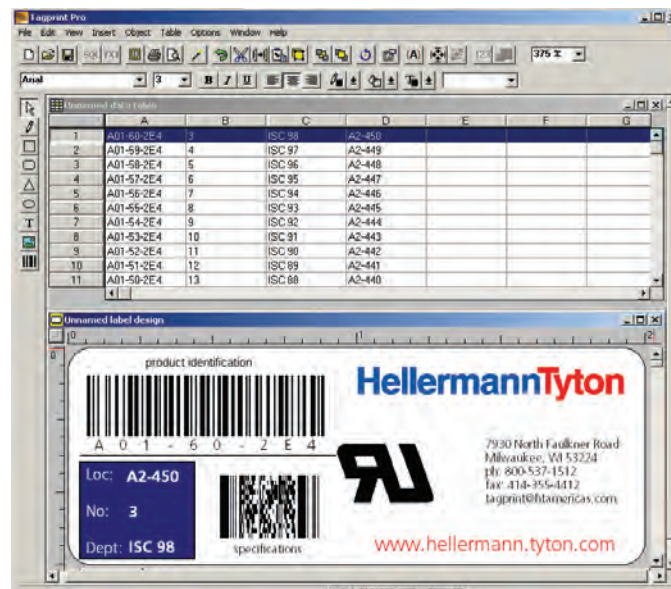 Tagprint Pro
File Edit View Insert Object Table Options Window Help
375 %
Arial 3 B I U
Unnamed data table
A B C D E F G
1 A01-60-2E4 3 ISC 98 A2-450
2 A01-59-2E4 4 ISC 97 A2-449
3 A01-58-2E4 5 ISC 96 A2-448
4 A01-57-2E4 6 ISC 95 A2-447
5 A01-56-2E4 7 ISC 94 A2-446
6 A01-55-2E4 8 ISC 93 A2-445
7 A01-54-2E4 9 ISC 92 A2-444
8 A01-53-2E4 10 ISC 91 A2-443
9 A01-52-2E4 11 ISC 90 A2-442
10 A01-51-2E4 12 ISC 89 A2-441
11 A01-50-2E4 13 ISC 88 A2-440
Unnamed label design
0 1 2
0
product identification
HellermannTyton
A 0 1 - 6 0 - 2 E 4
7930 North Faulkner Road
Milwaukee, WI 53224
ph: 800-537-1512
fax: 414-355-4412
tagprint@htamericas.com
Loc: A2-450
No: 3
Dept: ISC 98
specifications
www.hellermann.tyton.com